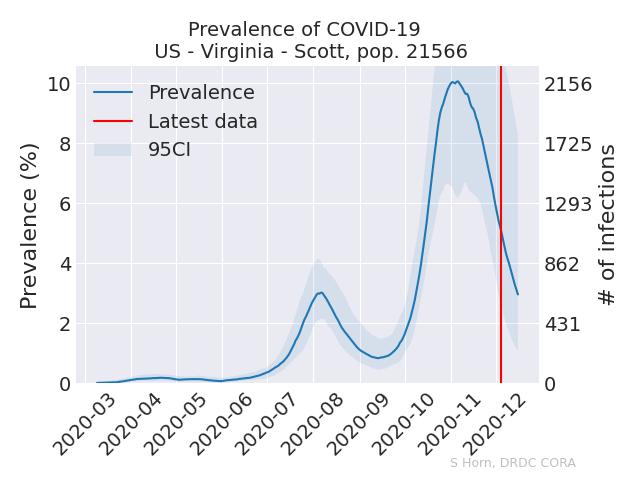 Prevalence of COVID-19
US - Virginia - Scott, pop. 21566
Prevalence
Latest data
95CI
Prevalence (%)
10
8
6
4
2
0
# of infections
2156
1725
1293
862
431
0
2020-03
2020-04
2020-05
2020-06
2020-07
2020-08
2020-09
2020-10
2020-11
2020-12
S Horn, DRDC CORA